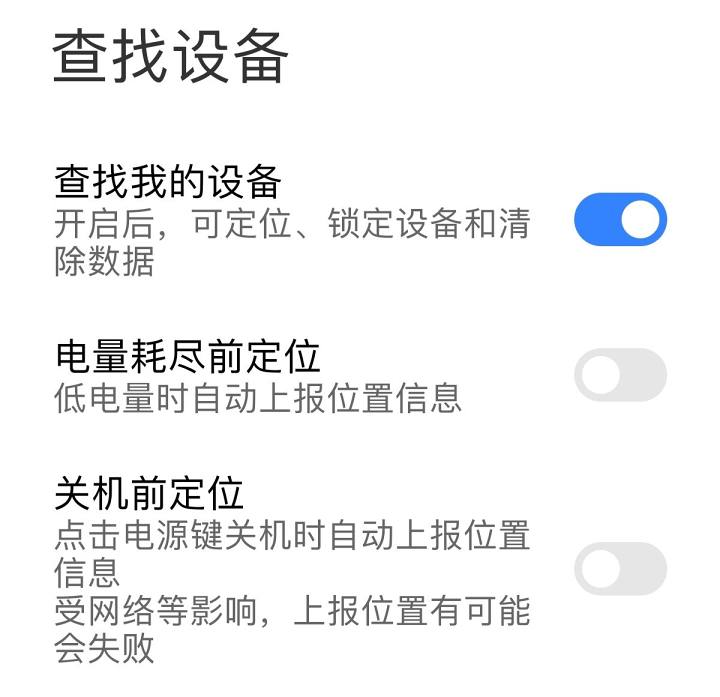 查找设备
查找我的设备
开启后，可定位、锁定设备和清
除数据
电量耗尽前定位
低电量时自动上报位置信息
关机前定位
点击电源键关机时自动上报位置
信息
受网络等影响，上报位置有可能
会失败